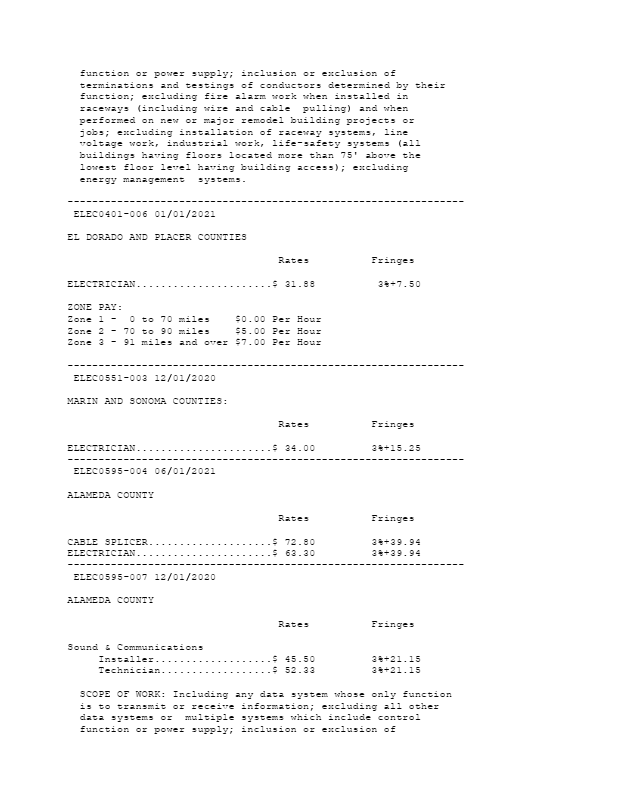 function or power supply; inclusion or exclusion of
terminations and testings of conductors determined by their
function; excluding fire alarm work when installed in
raceways (including wire and cable  pulling) and when
performed on new or major remodel building projects or
jobs; excluding installation of raceway systems, line
voltage work, industrial work, life-safety systems (all
buildings having floors located more than 75' above the
lowest floor level having building access); excluding
energy management  systems.
----------------------------------------------------------------
ELEC0401-006 01/01/2021
EL DORADO AND PLACER COUNTIES
Rates          Fringes
ELECTRICIAN......................$ 31.88          3%+7.50
ZONE PAY:
Zone 1 -  0 to 70 miles    $0.00 Per Hour
Zone 2 - 70 to 90 miles    $5.00 Per Hour
Zone 3 - 91 miles and over $7.00 Per Hour
----------------------------------------------------------------
ELEC0551-003 12/01/2020
MARIN AND SONOMA COUNTIES:
Rates          Fringes
ELECTRICIAN......................$ 34.00         3%+15.25
----------------------------------------------------------------
ELEC0595-004 06/01/2021
ALAMEDA COUNTY
Rates          Fringes
CABLE SPLICER....................$ 72.80         3%+39.94
ELECTRICIAN......................$ 63.30         3%+39.94
----------------------------------------------------------------
ELEC0595-007 12/01/2020
ALAMEDA COUNTY
Rates          Fringes
Sound & Communications
Installer...................$ 45.50         3%+21.15
Technician..................$ 52.33         3%+21.15
SCOPE OF WORK: Including any data system whose only function
is to transmit or receive information; excluding all other
data systems or  multiple systems which include control
function or power supply; inclusion or exclusion of